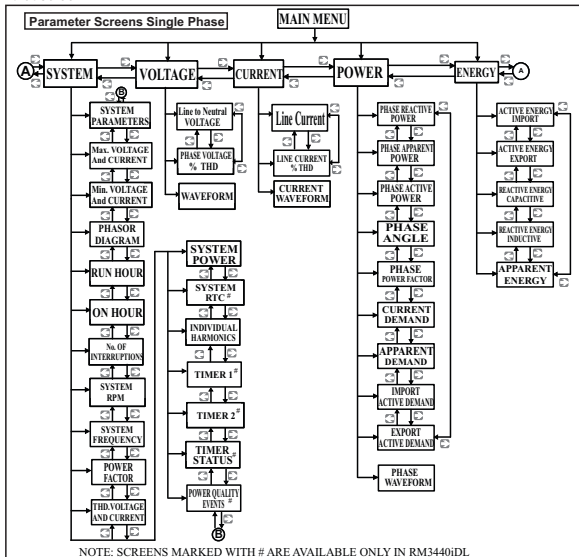 Parameter Screens Single Phase
MAIN MENU
A
SYSTEM
VOLTAGE
CURRENT
POWER
ENERGY
A
B
SYSTEM
PARAMETERS
Max. VOLTAGE
And CURRENT
Min. VOLTAGE
And CURRENT
PHASOR
DIAGRAM
RUN HOUR
ON HOUR
No. OF
INTERRUPTIONS
SYSTEM
RPM
SYSTEM
FREQUENCY
POWER
FACTOR
THD.VOLTAGE
AND CURRENT
SYSTEM
POWER
SYSTEM
RTC #
INDIVIDUAL
HARMONICS
TIMER 1#
TIMER 2#
TIMER
STATUS#
POWER QUALITY
EVENTS #
B
Line to Neutral
VOLTAGE
PHASE VOLTAGE
% THD
WAVEFORM
Line Current
LINE CURRENT
% THD
CURRENT
WAVEFORM
PHASE REACTIVE
POWER
PHASE APPARENT
POWER
PHASE ACTIVE
POWER
PHASE
ANGLE
PHASE
POWER FACTOR
CURRENT
DEMAND
APPARENT
DEMAND
IMPORT
ACTIVE DEMAND
EXPORT
ACTIVE DEMAND
PHASE
WAVEFORM
ACTIVE ENERGY
IMPORT
ACTIVE ENERGY
EXPORT
REACTIVE ENERGY
CAPACITIVE
REACTIVE ENERGY
INDUCTIVE
APPARENT
ENERGY
NOTE: SCREENS MARKED WITH # ARE AVAILABLE ONLY IN RM3440iDL